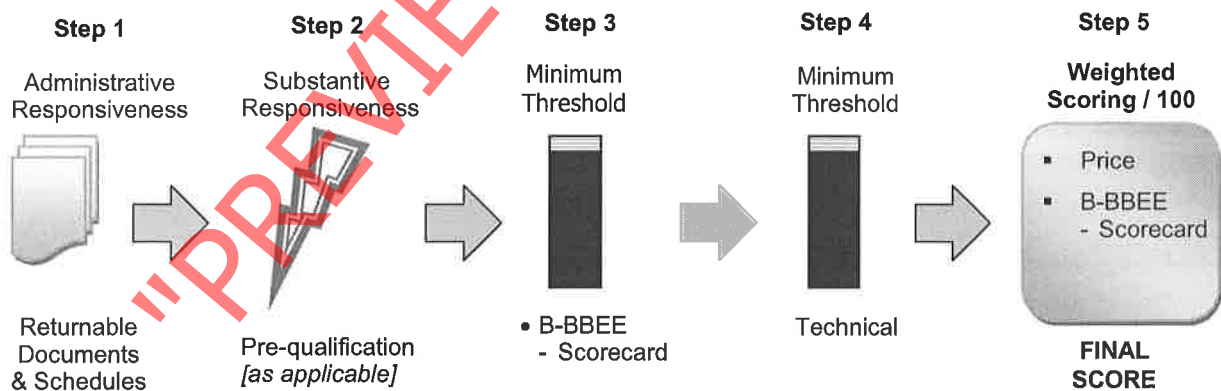 Step 1
Administrative
Responsiveness
Returnable
Documents
& Schedules
Step 2
Substantive
Responsiveness
Pre-qualification
[as applicable]
Step 3
Minimum
Threshold
• B-BBEE
- Scorecard
Step 4
Minimum
Threshold
Technical
Step 5
Weighted
Scoring / 100
▪ Price
▪ B-BBEE
- Scorecard
FINAL
SCORE
"PREVIE